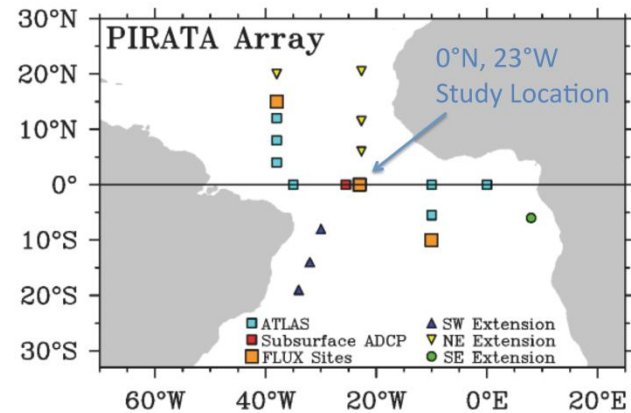 30°N
PIRATA Array
0°N, 23°W
Study Location
20°N
10°N
0°
10°S
20°S
30°S
ATLAS
Subsurface ADCP
FLUX Sites
SW Extension
NE Extension
SE Extension
60°W
40°W
20°W
0°E
20°E